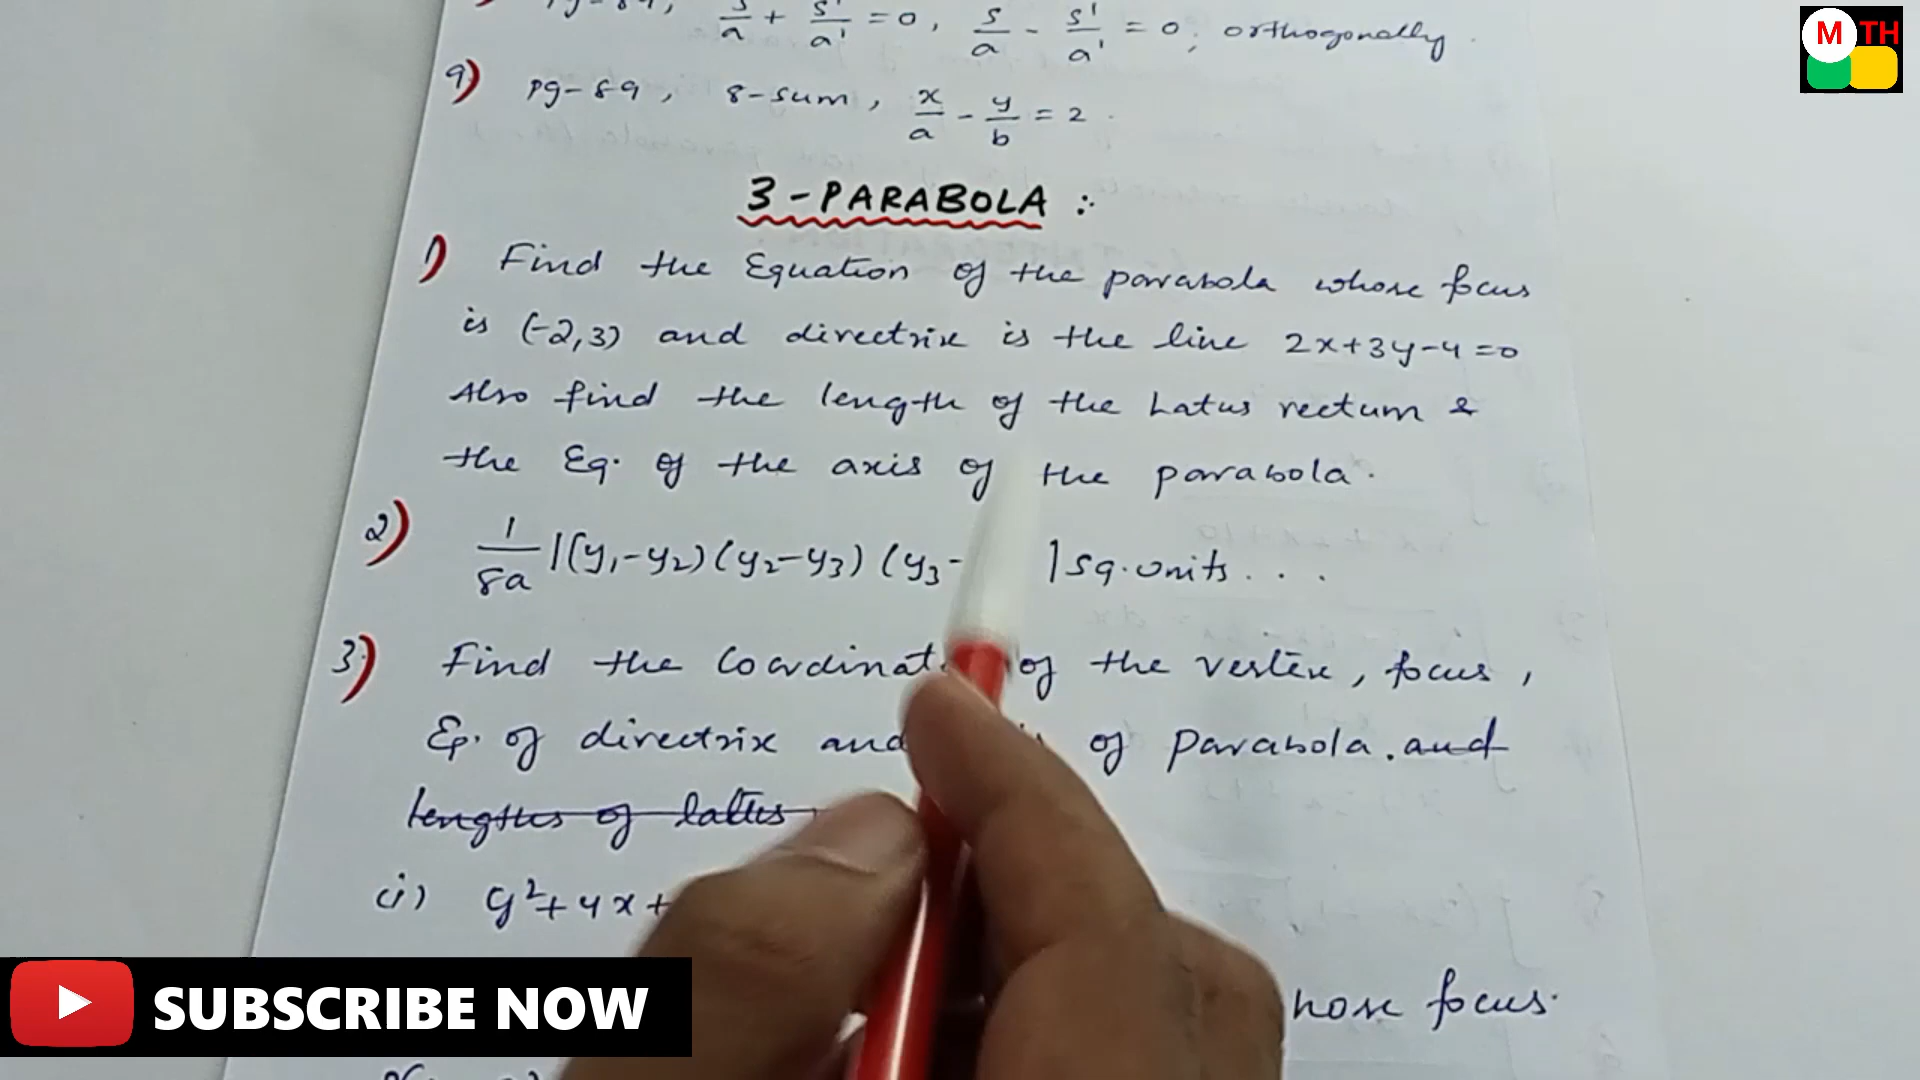 s/a + s'/a' = 0, s/a - s'/a' = 0; orthogonally.
9) pg-89, 8-sum, x/a - y/b = 2.
3-PARABOLA :
1) Find the Equation of the parabola whose focus
is (-2,3) and directrix is the line 2x+3y-4=0
Also find the length of the Latus rectum &
the Eq. of the axis of the parabola.
2) 1/8a |(y₁-y₂)(y₂-y₃)(y₃- |sq.units...
3) Find the Coordinat of the vertex, focus,
Eq. of directrix and of parabola. and
lengths of lattus
(i) y²+4x+
hose focus.
M TH
SUBSCRIBE NOW